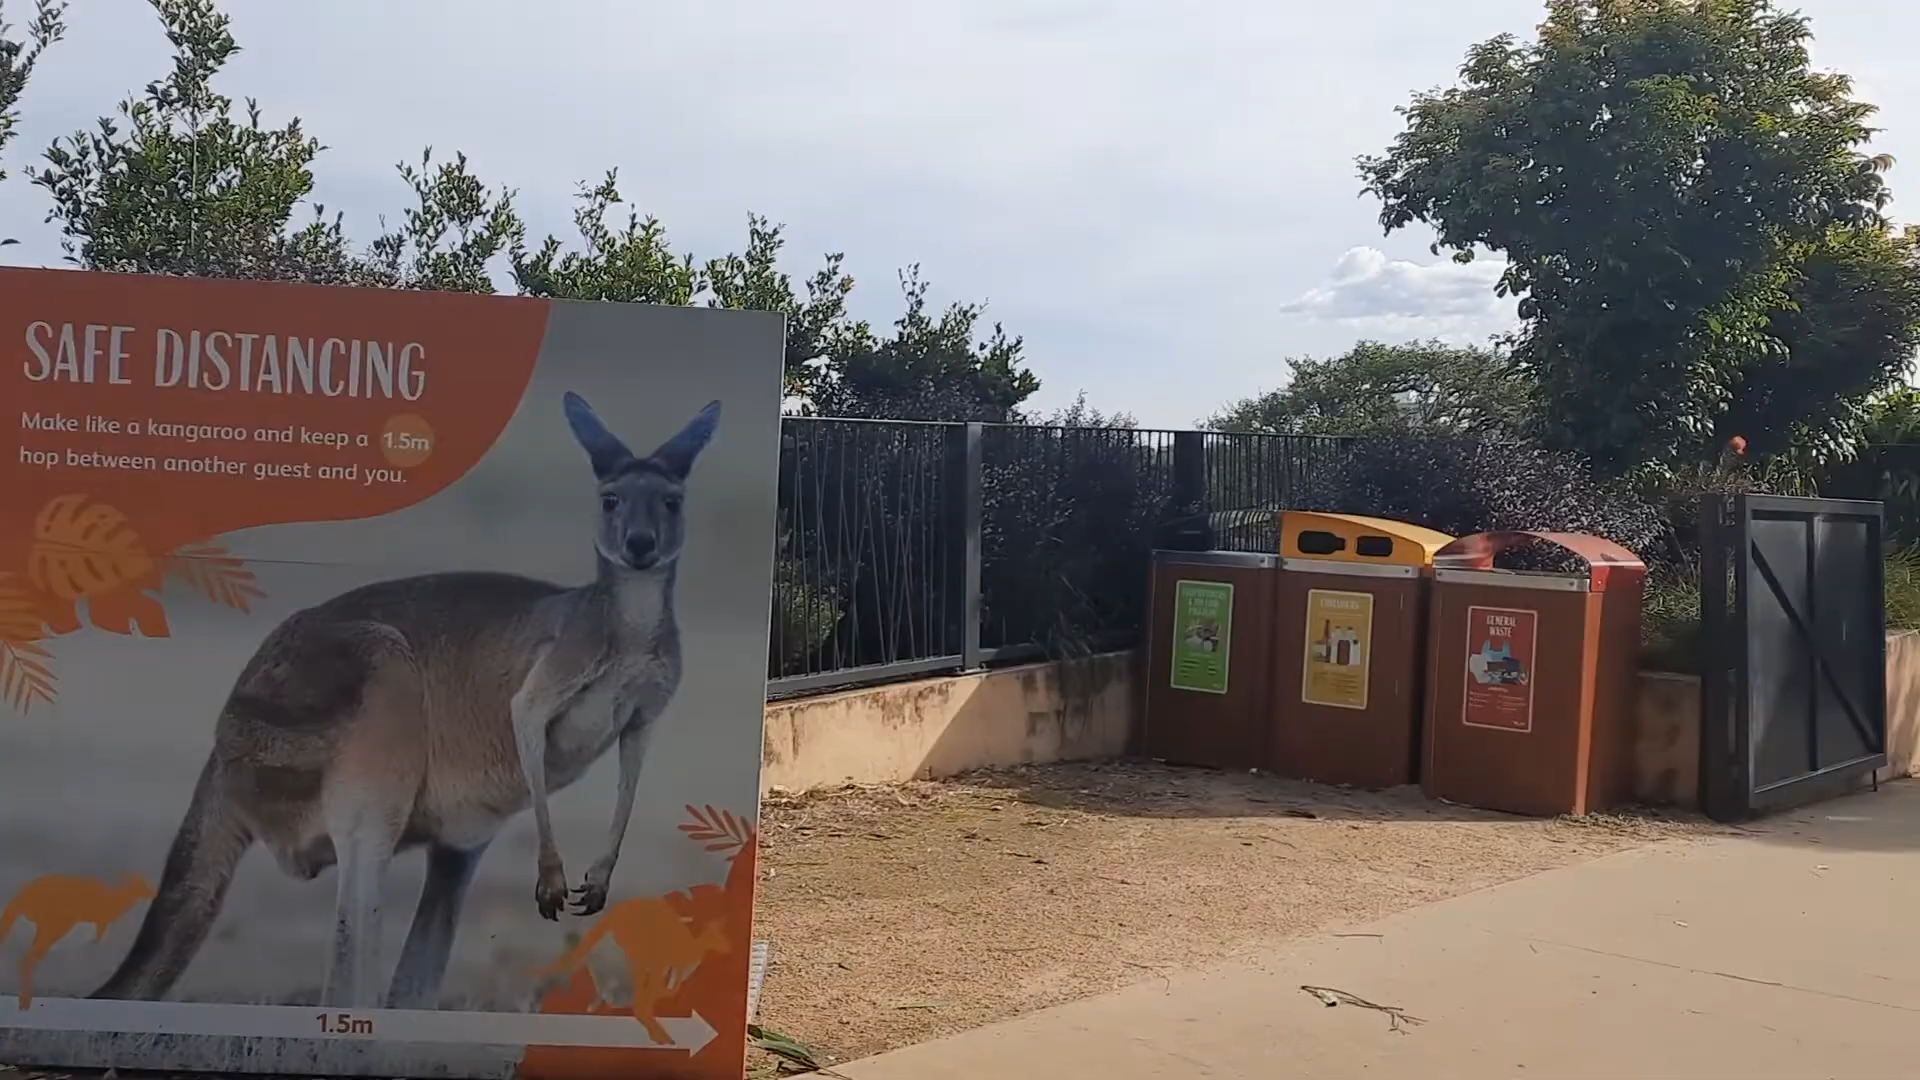 SAFE DISTANCING
Make like a kangaroo and keep a 1.5m
hop between another guest and you.
1.5m
CONTAINERS
GENERAL
WASTE